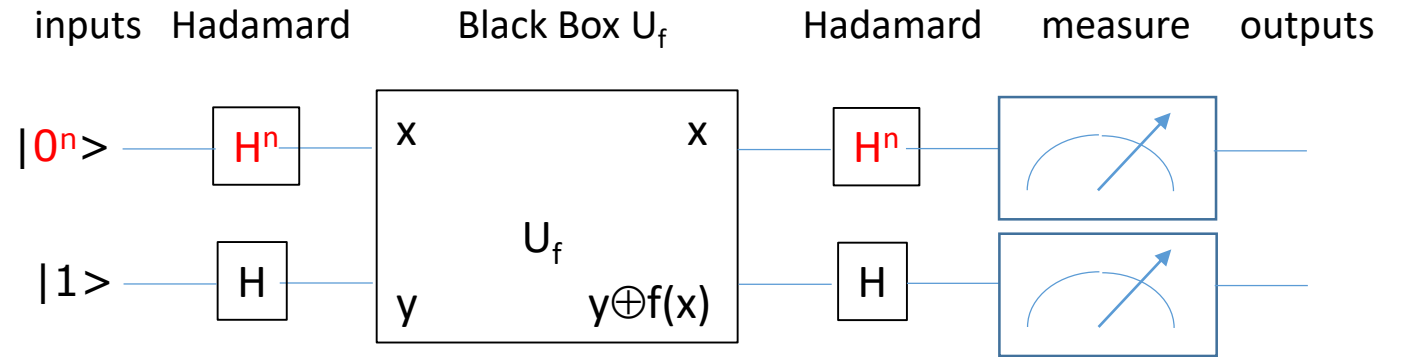 inputs Hadamard Black Box Uf Hadamard measure outputs
|0ⁿ> Hⁿ x x Hⁿ
Uf
|1> H y y⊕f(x) H